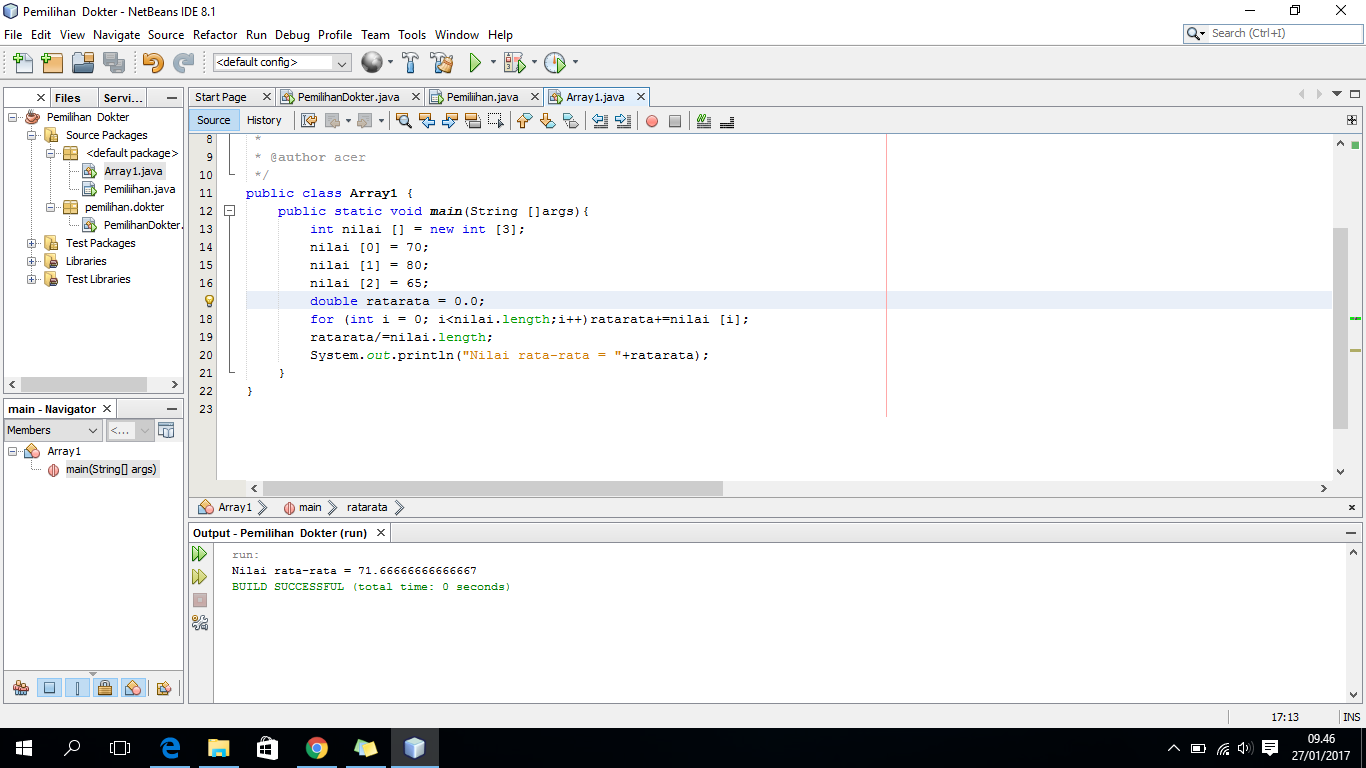 Pemilihan  Dokter - NetBeans IDE 8.1
File Edit View Navigate Source Refactor Run Debug Profile Team Tools Window Help
Search (Ctrl+I)
<default config>
Files Servi...
Pemilihan  Dokter
Source Packages
<default package>
Array1.java
Pemiliihan.java
pemilihan.dokter
PemilihanDokter.
Test Packages
Libraries
Test Libraries
main - Navigator
Members
<...
Array1
main(String[] args)
Start Page PemilihanDokter.java Pemiliihan.java Array1.java
Source History
8 *
9 * @author acer
10 */
11 public class Array1 {
12 public static void main(String []args){
13 int nilai [] = new int [3];
14 nilai [0] = 70;
15 nilai [1] = 80;
16 nilai [2] = 65;
double ratarata = 0.0;
18 for (int i = 0; i<nilai.length;i++)ratarata+=nilai [i];
19 ratarata/=nilai.length;
20 System.out.println("Nilai rata-rata = "+ratarata);
21 }
22 }
23
Array1 main ratarata
Output - Pemilihan  Dokter (run)
run:
Nilai rata-rata = 71.66666666666667
BUILD SUCCESSFUL (total time: 0 seconds)
17:13 INS
09.46
27/01/2017